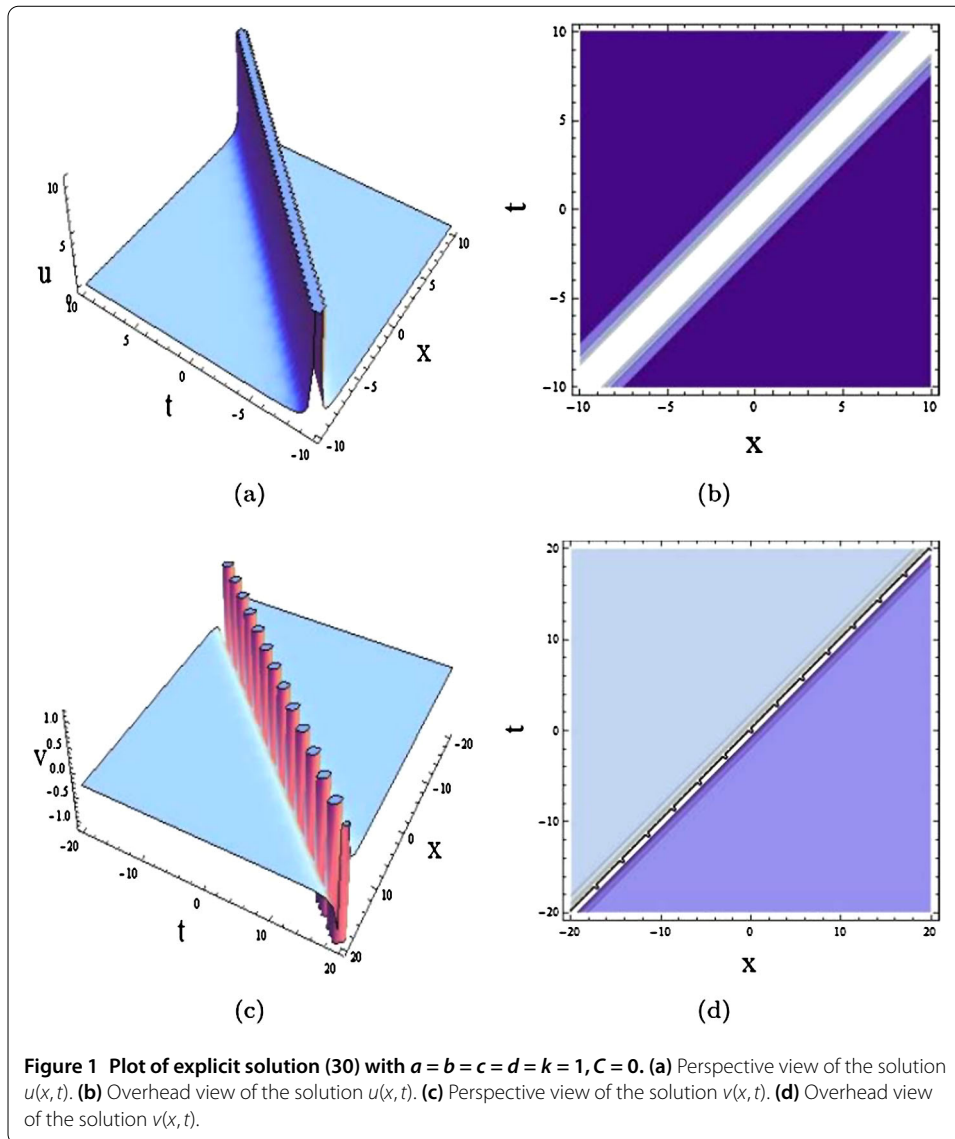 10
5
u
0
10
5
0
t
-5
-10
-10
-5
0
x
5
10
(a)
10
5
t
0
-5
-10
-10
-5
0
5
10
x
(b)
1.0
0.5
v
0.0
-0.5
-1.0
-20
-10
0
t
10
20
20
10
0
x
-10
-20
(c)
20
10
t
0
-10
-20
-20
-10
0
10
20
x
(d)
Figure 1 Plot of explicit solution (30) with a = b = c = d = k = 1, C = 0. (a) Perspective view of the solution
u(x, t). (b) Overhead view of the solution u(x, t). (c) Perspective view of the solution v(x, t). (d) Overhead view
of the solution v(x, t).